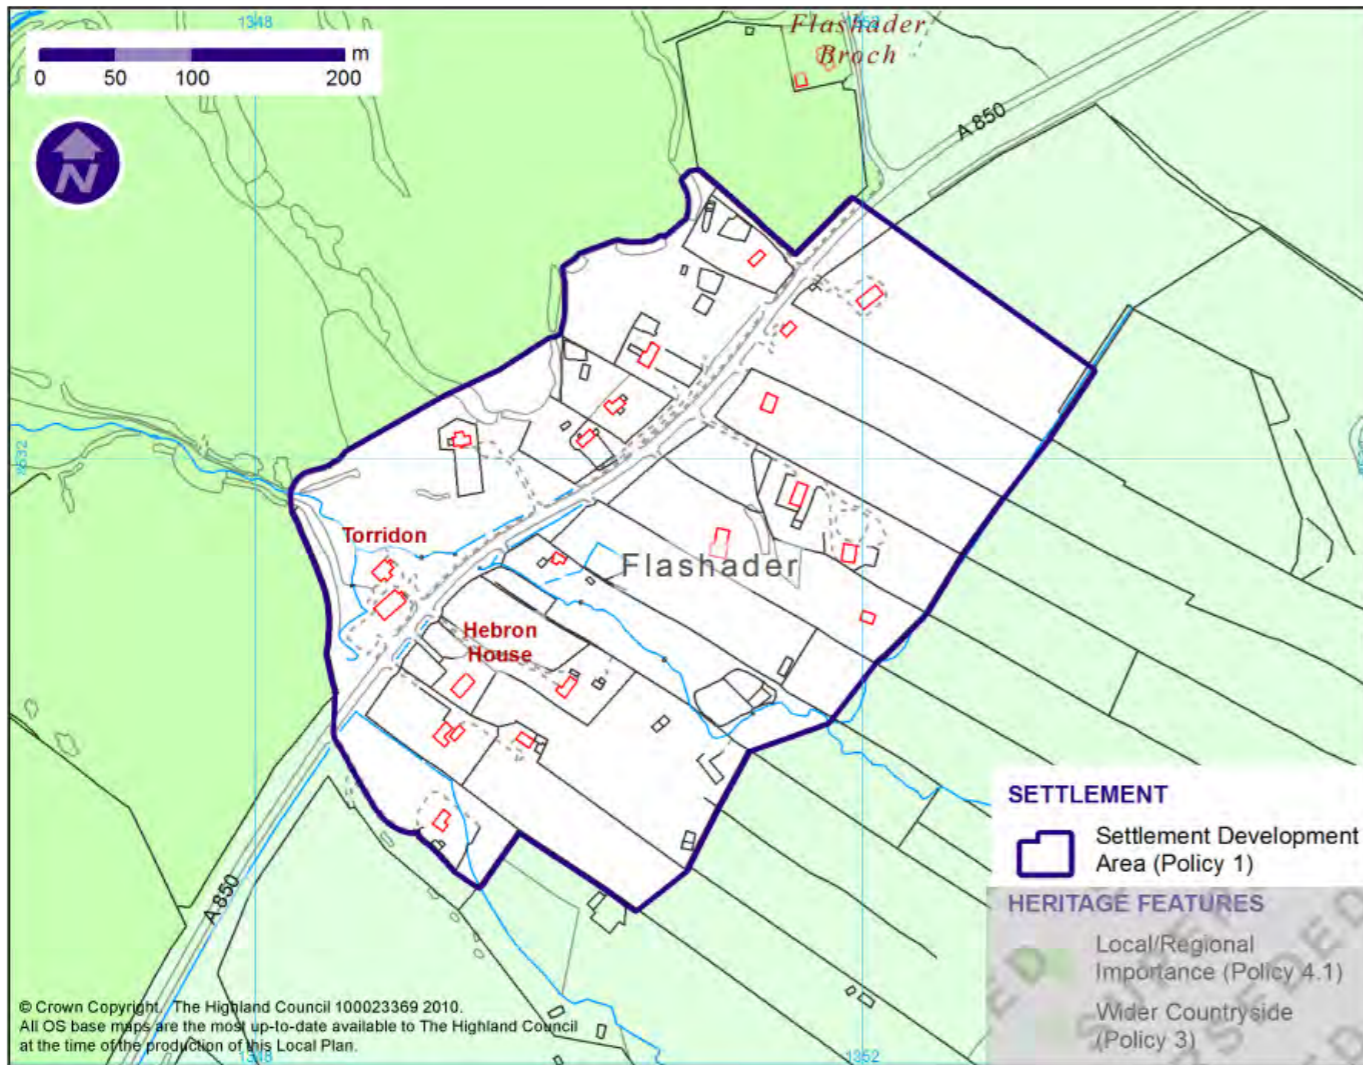 1348
1352
Flashader
Broch
m
0 50 100 200
N
A 850
8532
Torridon
Flashader
Hebron
House
A 850
SETTLEMENT
Settlement Development
Area (Policy 1)
HERITAGE FEATURES
Local/Regional
Importance (Policy 4.1)
Wider Countryside
(Policy 3)
© Crown Copyright. The Highland Council 100023369 2010.
All OS base maps are the most up-to-date available to The Highland Council
at the time of the production of this Local Plan.
1348
1352